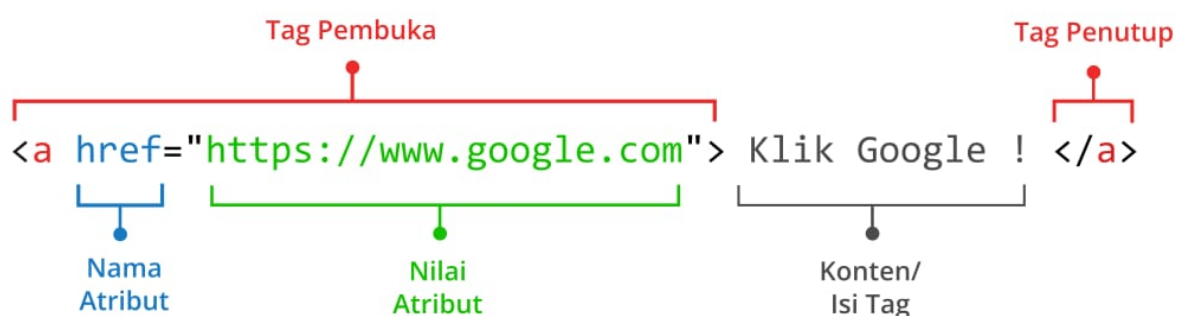 Tag Pembuka
Tag Penutup
<a href="https://www.google.com"> Klik Google ! </a>
Nama
Atribut
Nilai
Atribut
Konten/
Isi Tag